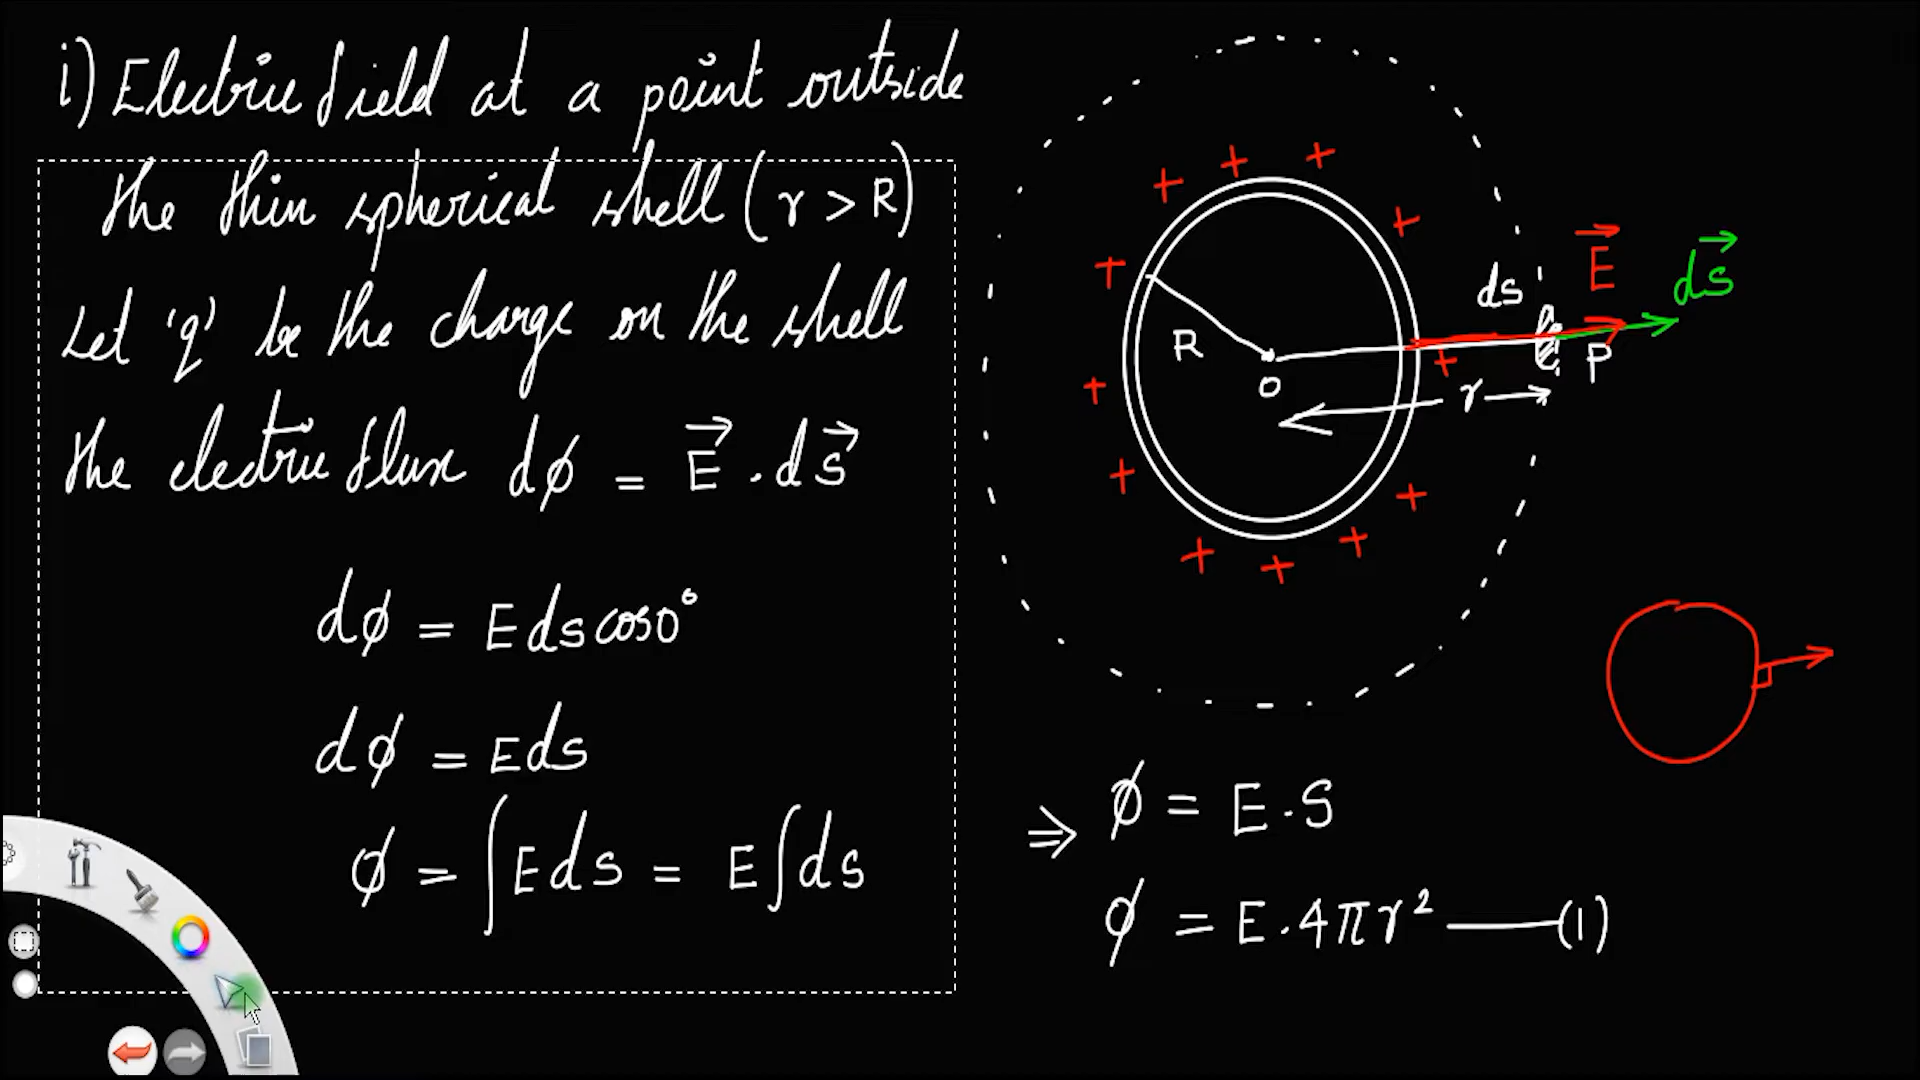 i) Electric field at a point outside
the thin spherical shell (r > R)
Let 'q' be the charge on the shell
the electric flux dϕ = E⃗ . dS⃗
dϕ = E ds cos0°
dϕ = E ds
ϕ = ∫E ds = E∫ds
+ + + + + + + + + + + + +
R
O
r
ds
E⃗
dS⃗
P
⇒ ϕ = E . S
ϕ = E . 4πr² —— (1)